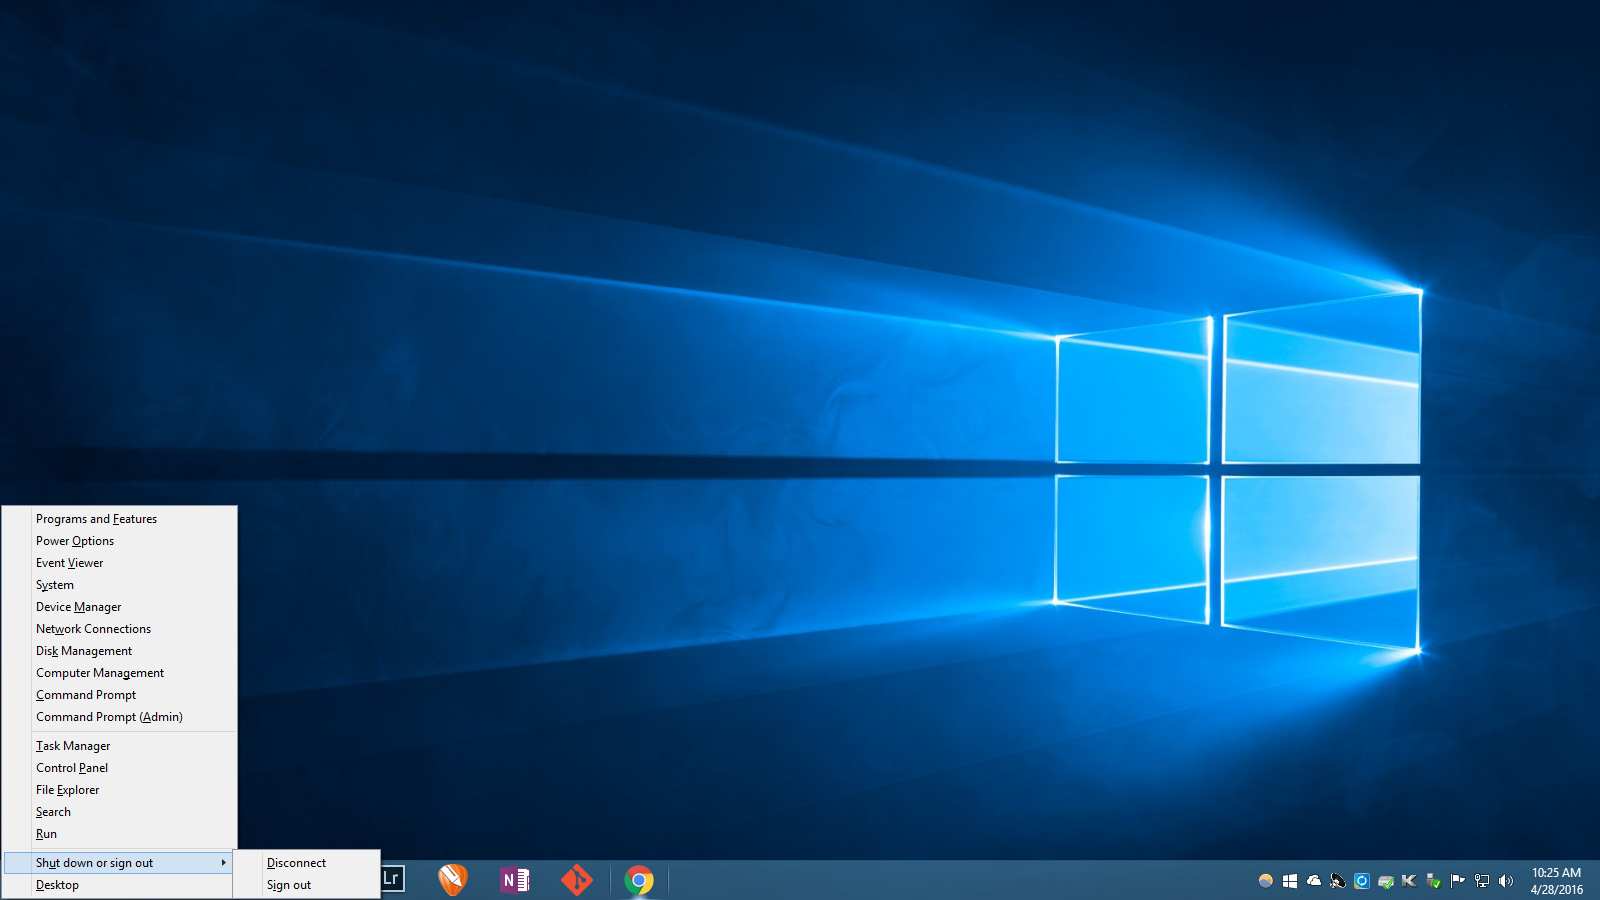 Programs and Features
Power Options
Event Viewer
System
Device Manager
Network Connections
Disk Management
Computer Management
Command Prompt
Command Prompt (Admin)
Task Manager
Control Panel
File Explorer
Search
Run
Shut down or sign out
Desktop
Disconnect
Sign out
Lr
N
10:25 AM
4/28/2016